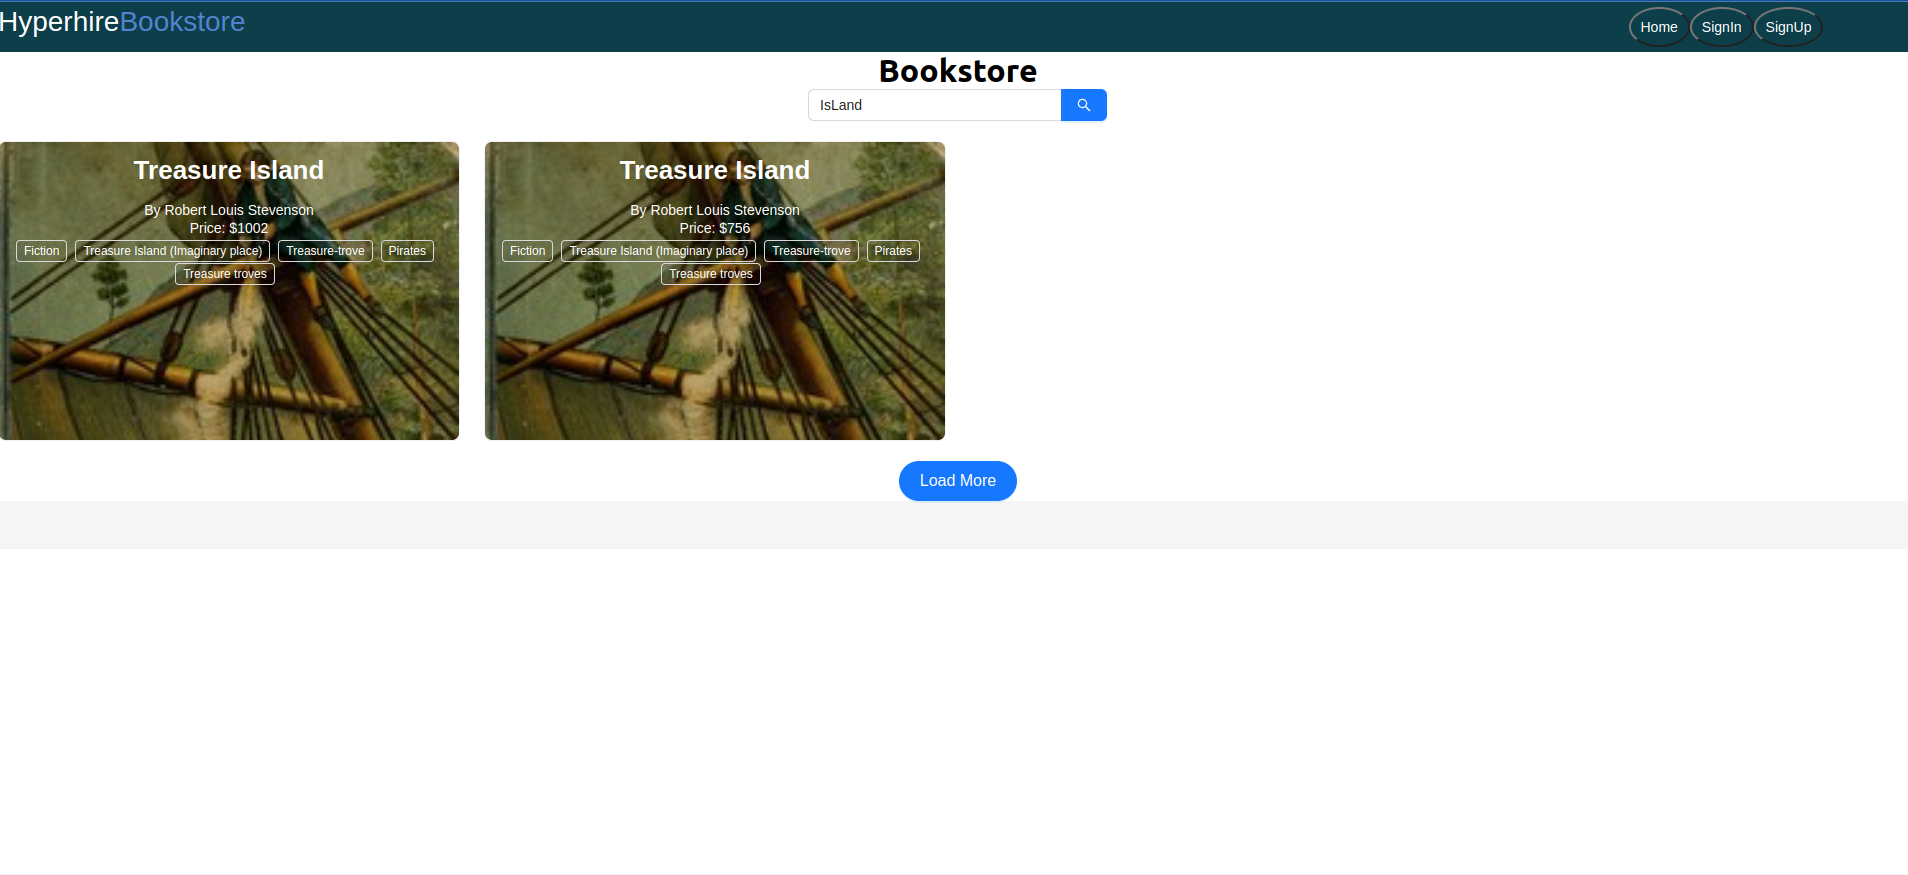 HyperhireBookstore
Home SignIn SignUp
Bookstore
IsLand
Treasure Island
By Robert Louis Stevenson
Price: $1002
Fiction Treasure Island (Imaginary place) Treasure-trove Pirates
Treasure troves
Treasure Island
By Robert Louis Stevenson
Price: $756
Fiction Treasure Island (Imaginary place) Treasure-trove Pirates
Treasure troves
Load More